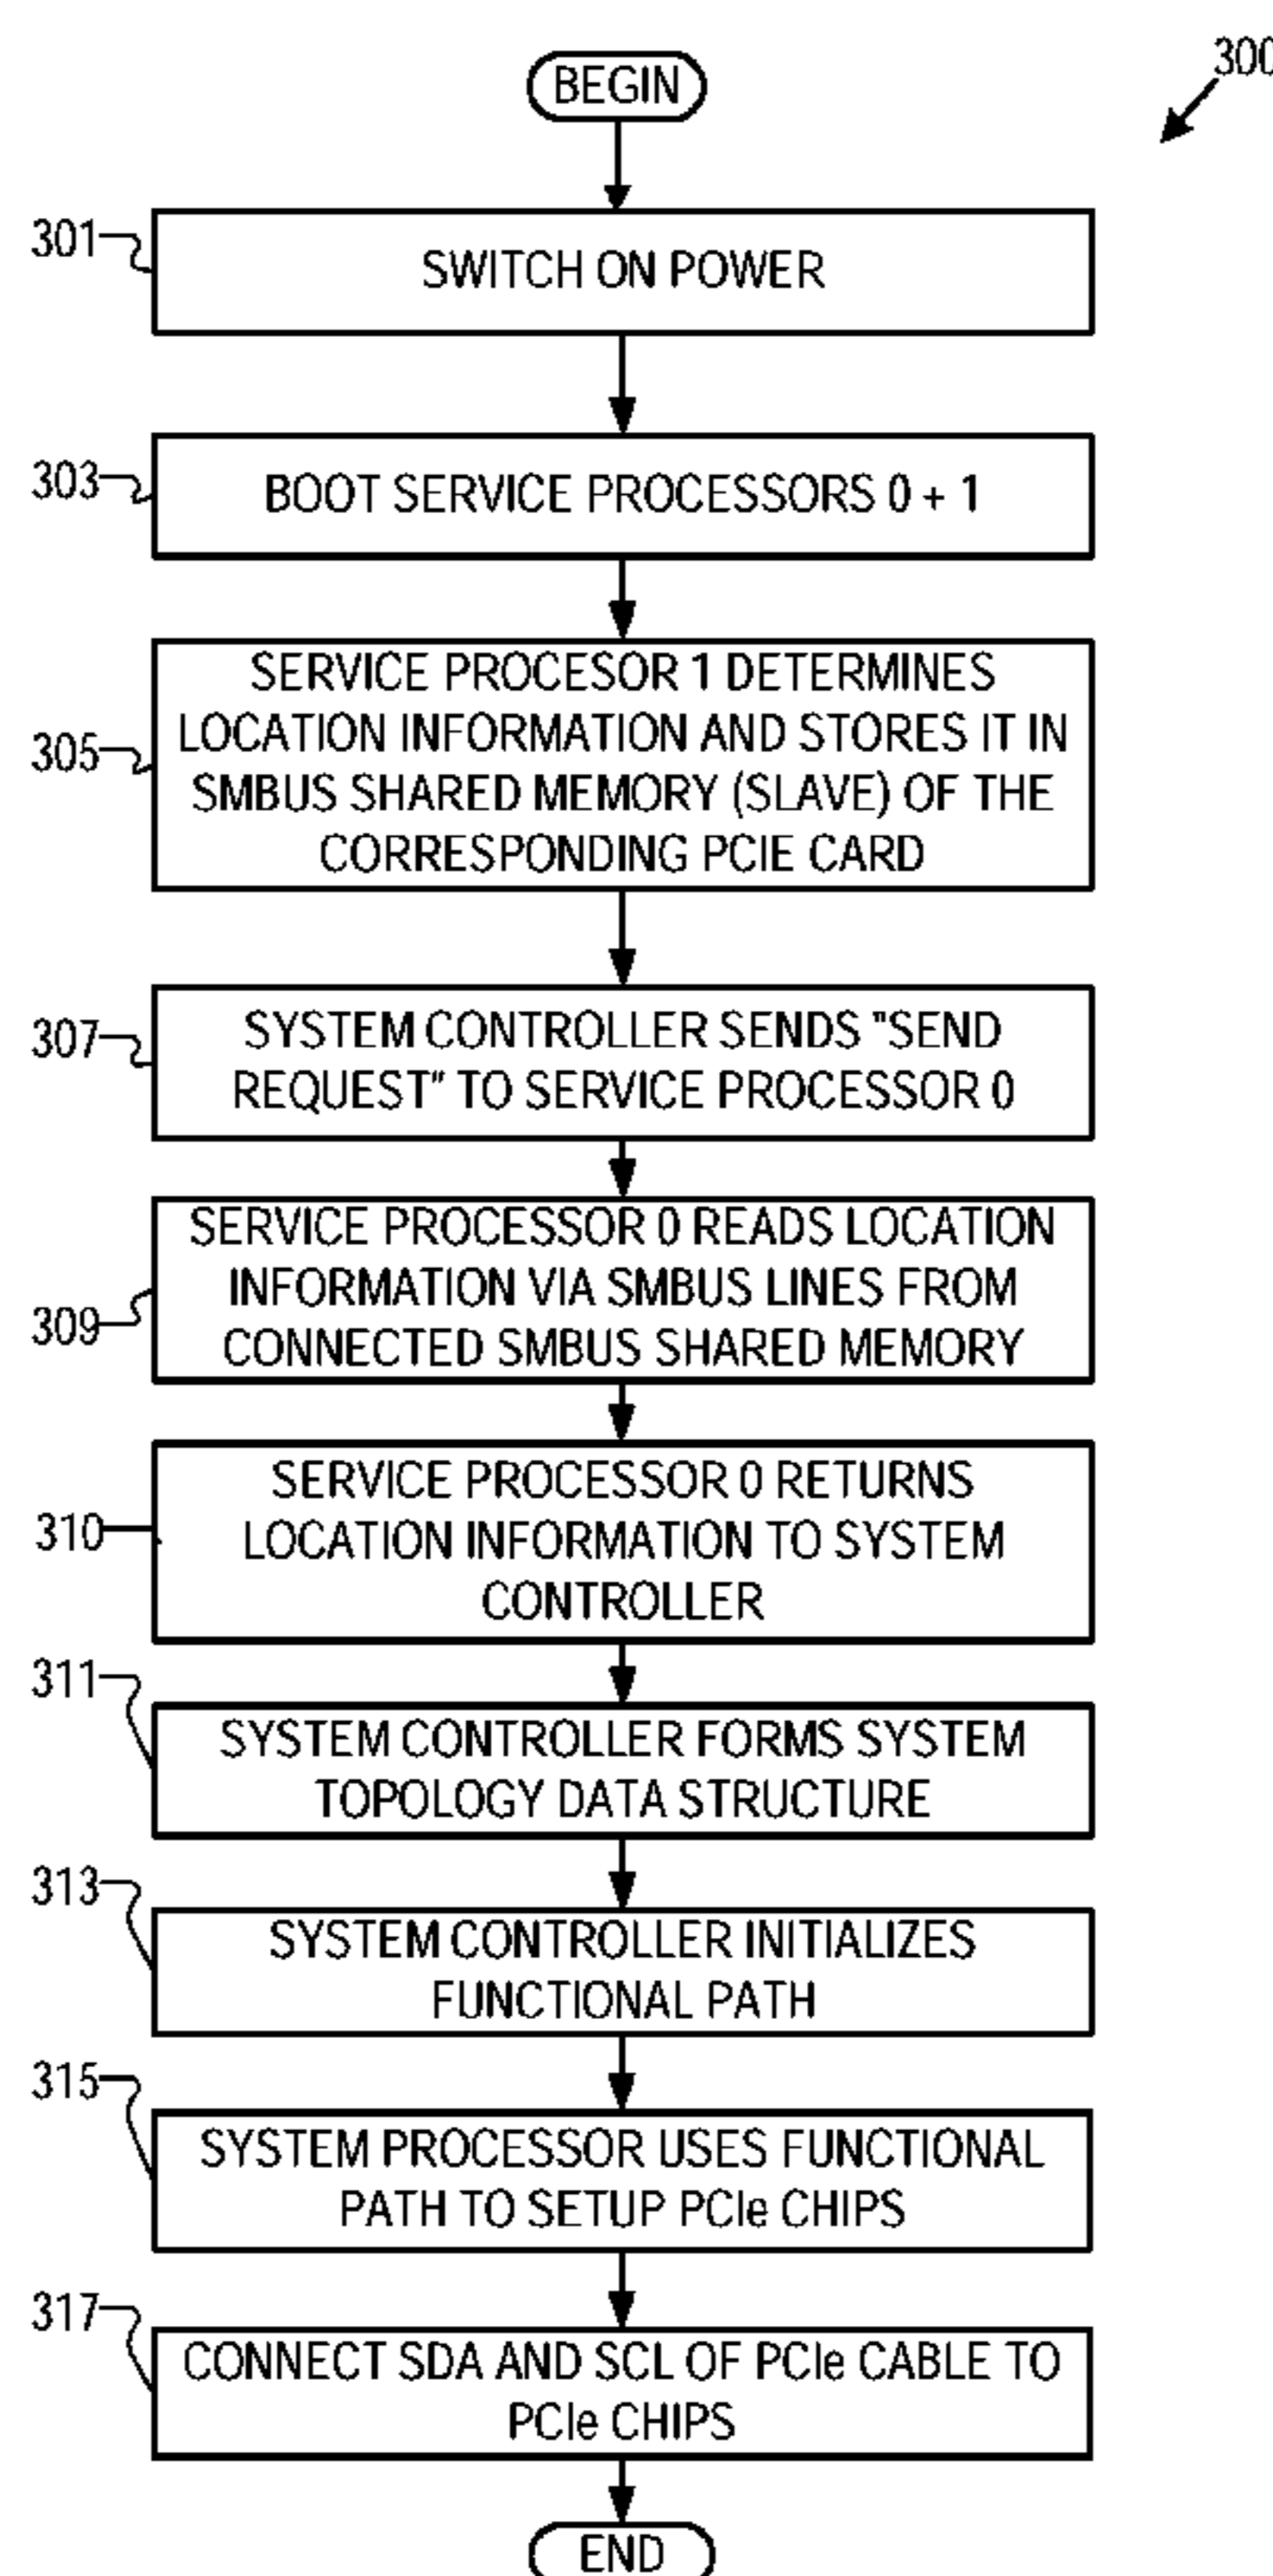 300
BEGIN
301
SWITCH ON POWER
303
BOOT SERVICE PROCESSORS 0 + 1
305
SERVICE PROCESOR 1 DETERMINES
LOCATION INFORMATION AND STORES IT IN
SMBUS SHARED MEMORY (SLAVE) OF THE
CORRESPONDING PCIE CARD
307
SYSTEM CONTROLLER SENDS "SEND
REQUEST" TO SERVICE PROCESSOR 0
309
SERVICE PROCESSOR 0 READS LOCATION
INFORMATION VIA SMBUS LINES FROM
CONNECTED SMBUS SHARED MEMORY
310
SERVICE PROCESSOR 0 RETURNS
LOCATION INFORMATION TO SYSTEM
CONTROLLER
311
SYSTEM CONTROLLER FORMS SYSTEM
TOPOLOGY DATA STRUCTURE
313
SYSTEM CONTROLLER INITIALIZES
FUNCTIONAL PATH
315
SYSTEM PROCESSOR USES FUNCTIONAL
PATH TO SETUP PCIe CHIPS
317
CONNECT SDA AND SCL OF PCIe CABLE TO
PCIe CHIPS
END